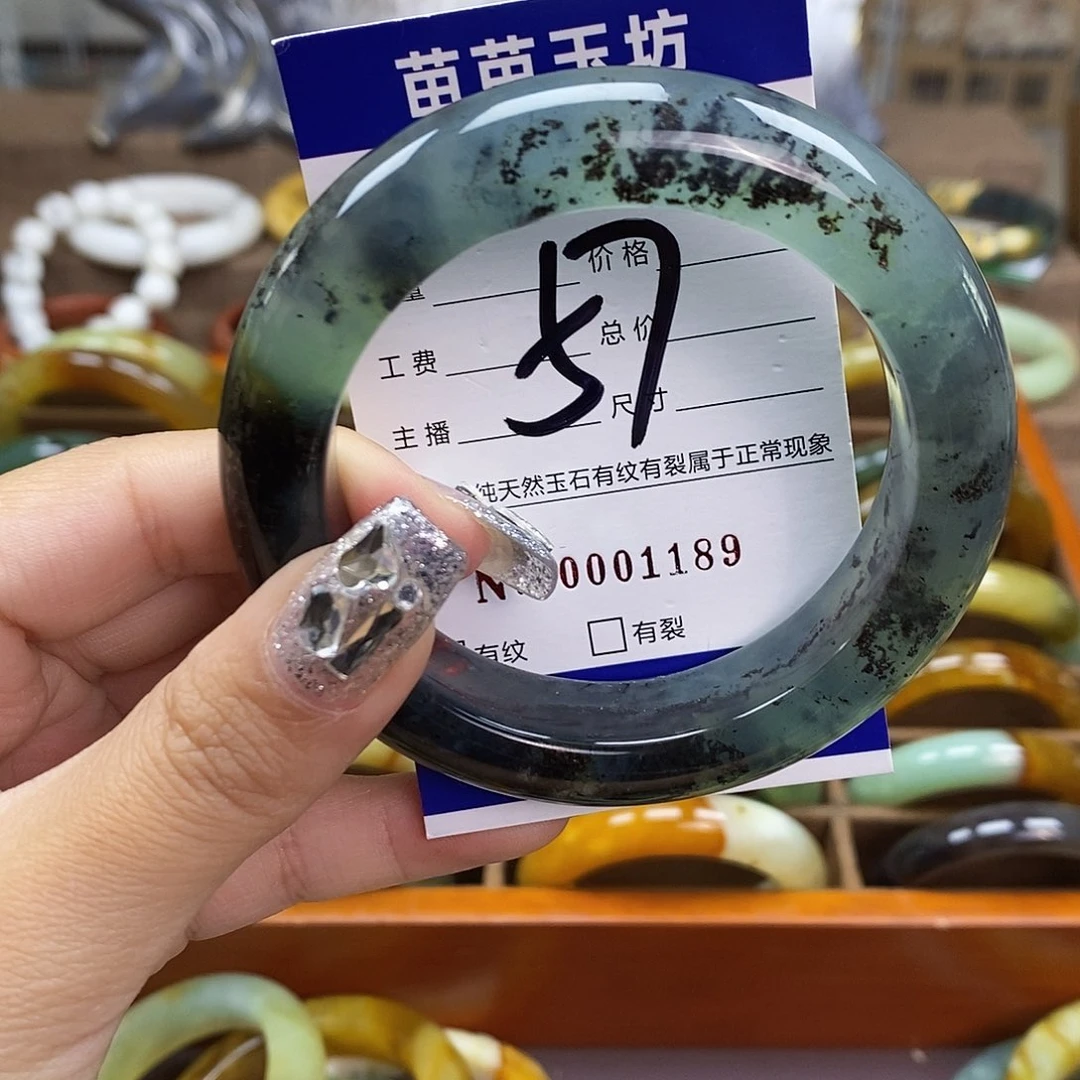 苗苗玉坊
价格
57
工费
总价
主播
尺寸
纯天然玉石有纹有裂属于正常现象
0001189
有纹 □有裂